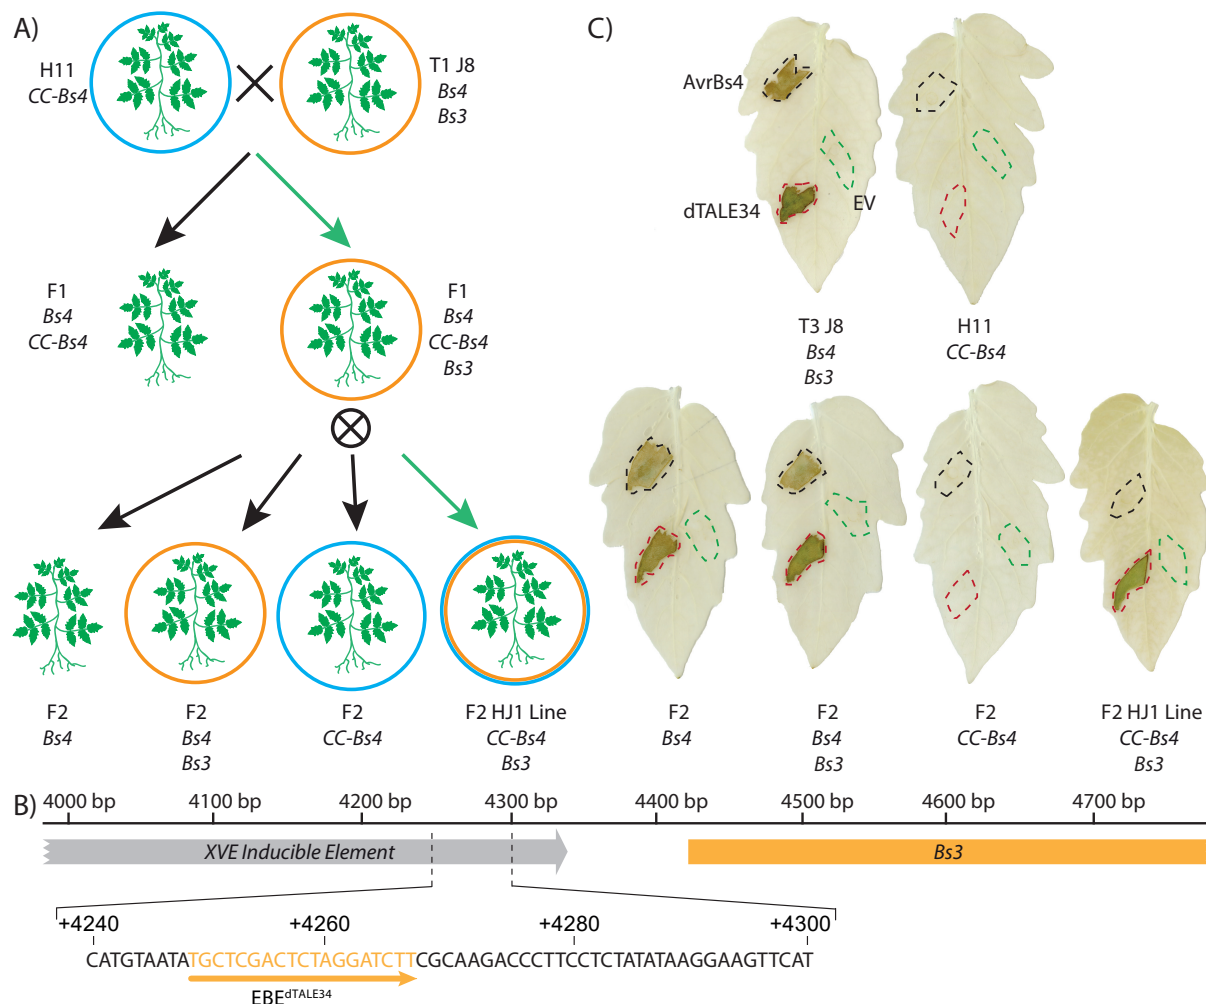 A)
H11
CC-Bs4
T1 J8
Bs4
Bs3
F1
Bs4
CC-Bs4
F1
Bs4
CC-Bs4
Bs3
F2
Bs4
F2
Bs4
Bs3
F2
CC-Bs4
F2 HJ1 Line
CC-Bs4
Bs3
C)
AvrBs4
dTALE34
EV
T3 J8
Bs4
Bs3
H11
CC-Bs4
F2
Bs4
F2
Bs4
Bs3
F2
CC-Bs4
F2 HJ1 Line
CC-Bs4
Bs3
B)
4000 bp 4100 bp 4200 bp 4300 bp 4400 bp 4500 bp 4600 bp 4700 bp
XVE Inducible Element
Bs3
+4240 +4260 +4280 +4300
CATGTAATATGCTCGACTCTAGGATCTTCGCAAGACCCTTCCTCTATATAAGGAAGTTCAT
EBEdTALE34